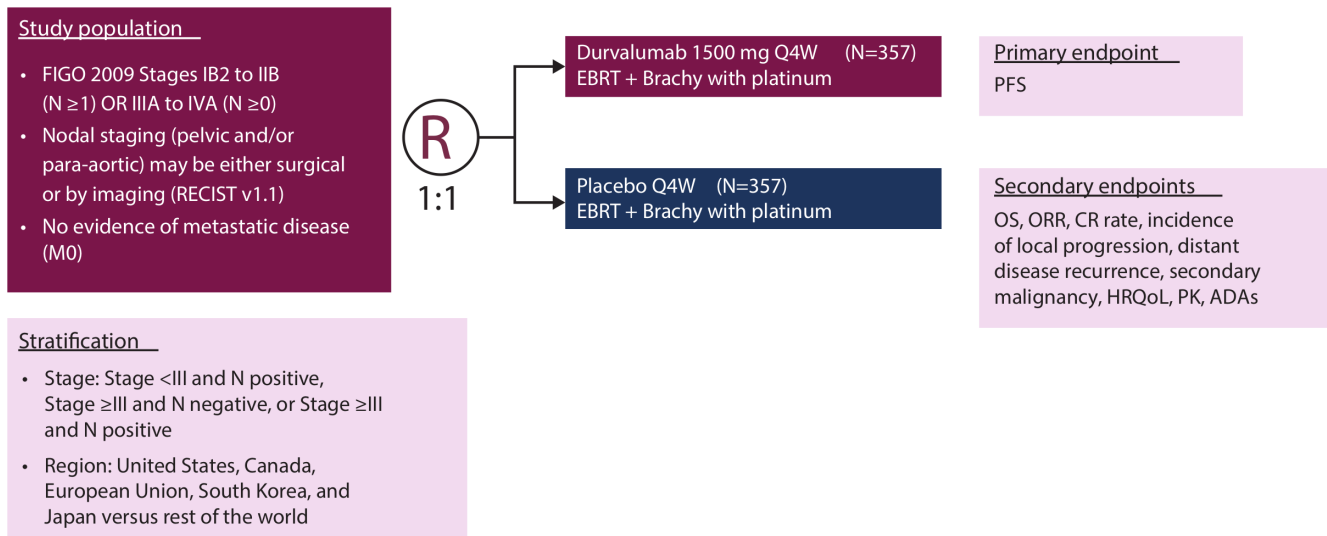 Study population
• FIGO 2009 Stages IB2 to IIB
(N ≥1) OR IIIA to IVA (N ≥0)
• Nodal staging (pelvic and/or
para-aortic) may be either surgical
or by imaging (RECIST v1.1)
• No evidence of metastatic disease
(M0)
R
1:1
Durvalumab 1500 mg Q4W (N=357)
EBRT + Brachy with platinum
Placebo Q4W (N=357)
EBRT + Brachy with platinum
Primary endpoint
PFS
Secondary endpoints
OS, ORR, CR rate, incidence
of local progression, distant
disease recurrence, secondary
malignancy, HRQoL, PK, ADAs
Stratification
• Stage: Stage <III and N positive,
Stage ≥III and N negative, or Stage ≥III
and N positive
• Region: United States, Canada,
European Union, South Korea, and
Japan versus rest of the world